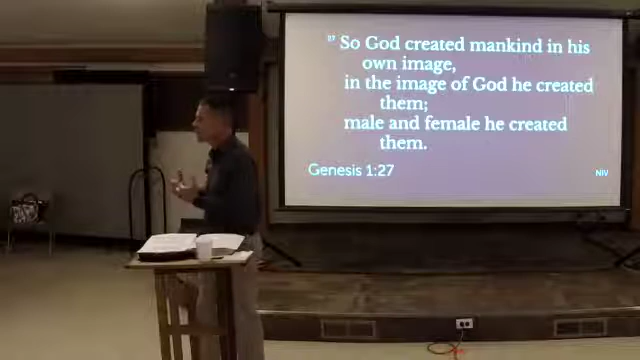 27 So God created mankind in his
own image,
in the image of God he created
them;
male and female he created
them.
Genesis 1:27
NIV